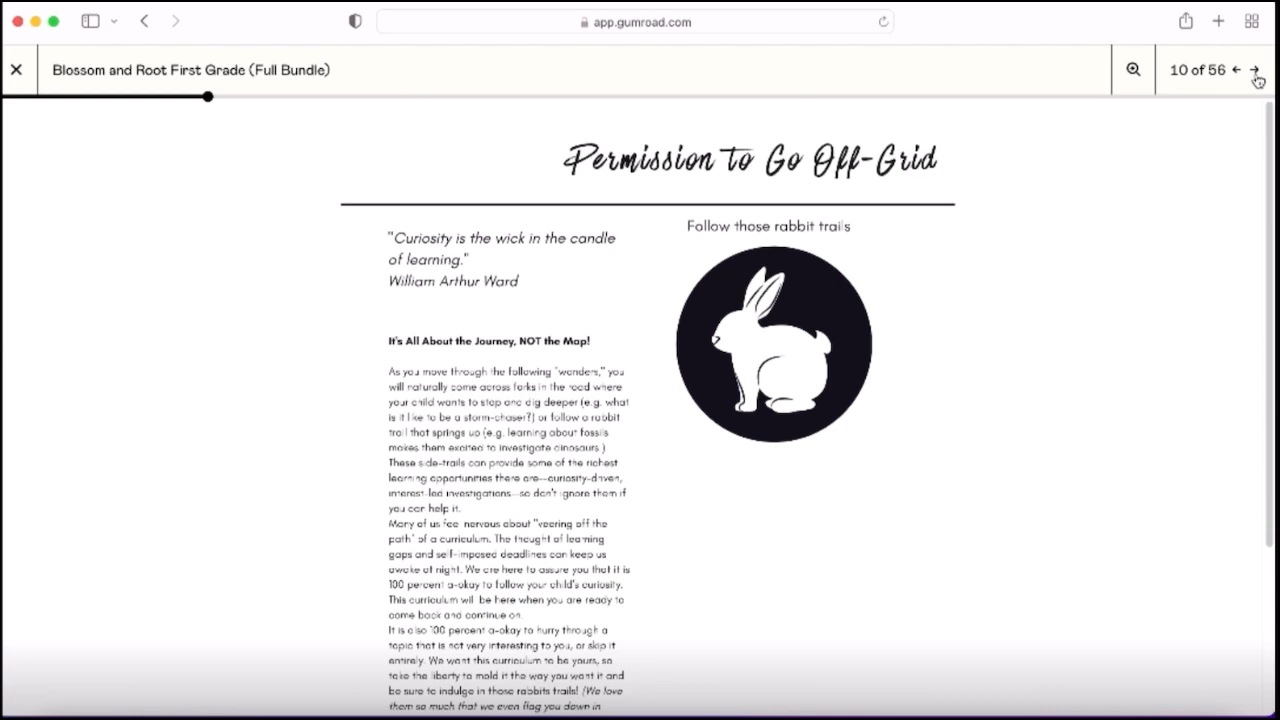 app.gumroad.com
Blossom and Root First Grade (Full Bundle)
10 of 56
Permission to Go Off-Grid
"Curiosity is the wick in the candle
of learning."
William Arthur Ward
Follow those rabbit trails
It's All About the Journey, NOT the Map!
As you move through the following "wonders," you
will naturally come across forks in the road where
your child wants to stop and dig deeper (e.g. what
is it like to be a storm-chaser?) or follow a rabbit
trail that springs up (e.g. learning about fossils
makes them excited to investigate dinosaurs.)
These side-trails can provide some of the richest
learning opportunities there are—curiosity-driven,
interest-led investigations—so don't ignore them if
you can help it.
Many of us feel nervous about "veering off the
path" of a curriculum. The thought of learning
gaps and self-imposed deadlines can keep us
awake at night. We are here to assure you that it is
100 percent a-okay to follow your child's curiosity.
This curriculum will be here when you are ready to
come back and continue on.
It is also 100 percent a-okay to hurry through a
topic that is not very interesting to you, or skip it
entirely. We want this curriculum to be yours, so
take the liberty to mold it the way you want it and
be sure to indulge in those rabbits trails! (We love
them so much that we even flag you down in